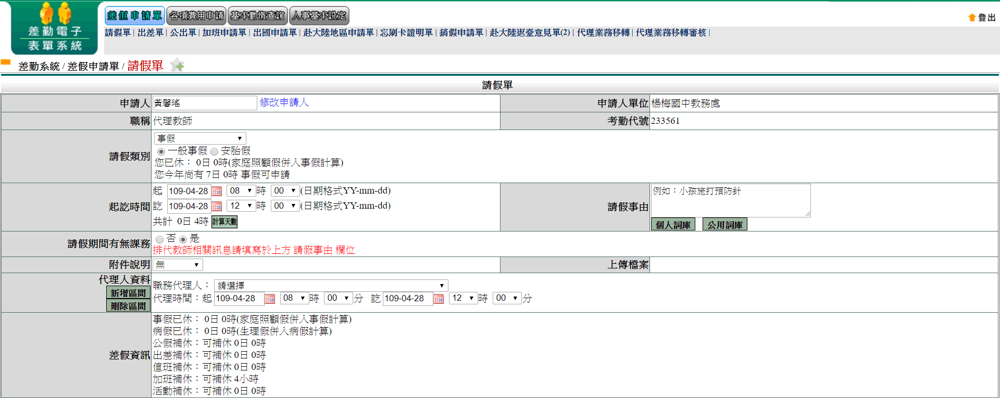 差勤電子
表單系統
差假申請單 各項費用申請 基本勤惰查詢 人事基本設定
登出
請假單| 出差單| 公出單| 加班申請單| 出國申請單| 赴大陸地區申請單| 忘刷卡證明單| 銷假申請單| 赴大陸返臺意見單(2)| 代理業務移轉| 代理業務移轉審核|
差勤系統 / 差假申請單 / 請假單
請假單
申請人 黃馨瑤 修改申請人 申請人單位 楊梅國中教務處
職稱 代理教師 考勤代號 233561
請假類別 事假
一般事假 安胎假
您已休： 0日 0時(家庭照顧假併入事假計算)
您今年尚有 7日 0時 事假可申請
起訖時間
起 109-04-28 08 時 00 (日期格式YY-mm-dd)
訖 109-04-28 12 時 00 (日期格式YY-mm-dd)
共計 0日 4時 計算天數
請假事由
例如：小孩施打預防針
個人詞庫 公用詞庫
請假期間有無課務 否 是
排代教師相關訊息請填寫於上方 請假事由 欄位
附件說明 無 上傳檔案
代理人資料
新增區間
刪除區間
職務代理人： 請選擇
代理時間：起 109-04-28 08 時 00 分 訖 109-04-28 12 時 00 分
差假資訊
事假已休： 0日 0時(家庭照顧假併入事假計算)
病假已休： 0日 0時(生理假併入病假計算)
公假補休：可補休 0日 0時
出差補休：可補休 0日 0時
值班補休：可補休 0日 0時
加班補休：可補休 4小時
活動補休：可補休 0日 0時